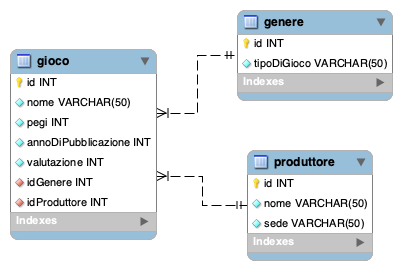 gioco
id INT
nome VARCHAR(50)
pegi INT
annoDiPubblicazione INT
valutazione INT
idGenere INT
idProduttore INT
Indexes
genere
id INT
tipoDiGioco VARCHAR(50)
Indexes
produttore
id INT
nome VARCHAR(50)
sede VARCHAR(50)
Indexes